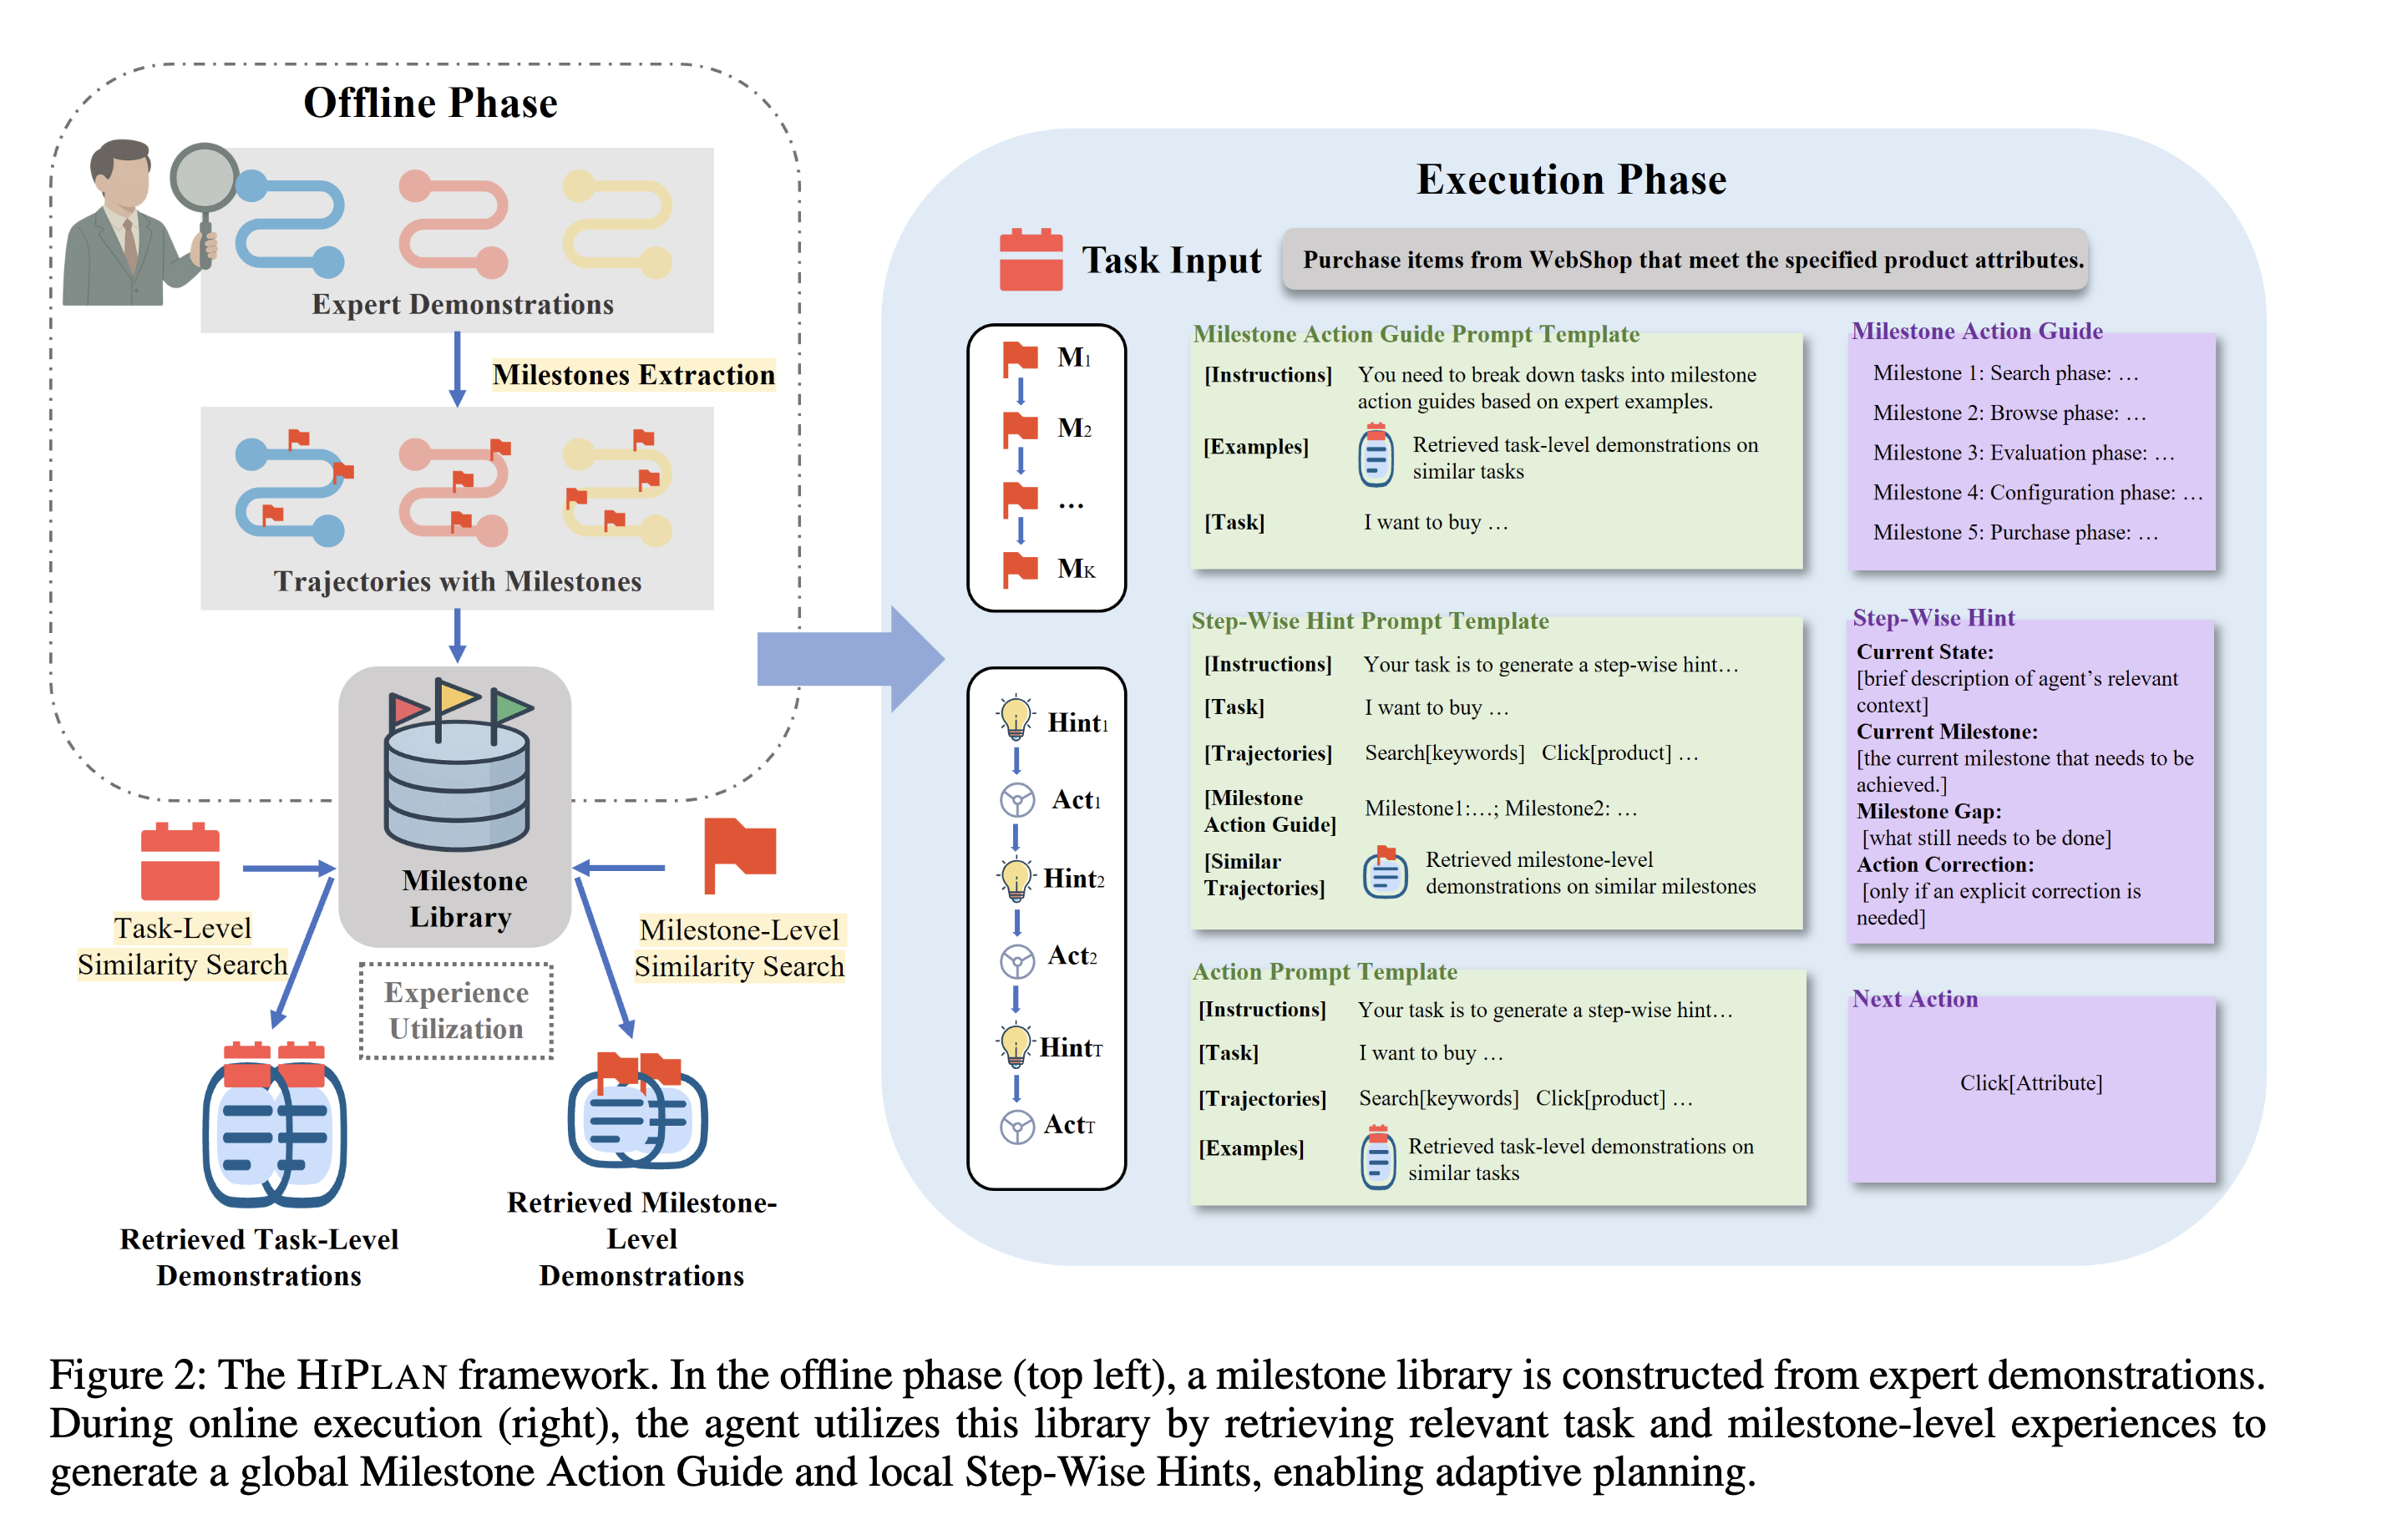 Offline Phase
Expert Demonstrations
Milestones Extraction
Trajectories with Milestones
Milestone
Library
Task-Level
Similarity Search
Milestone-Level
Similarity Search
Experience
Utilization
Retrieved Task-Level
Demonstrations
Retrieved Milestone-
Level
Demonstrations
Execution Phase
Task Input
Purchase items from WebShop that meet the specified product attributes.
M1
M2
…
MK
Hint1
Act1
Hint2
Act2
HintT
ActT
Milestone Action Guide Prompt Template
[Instructions] You need to break down tasks into milestone
action guides based on expert examples.
[Examples] Retrieved task-level demonstrations on
similar tasks
[Task] I want to buy …
Milestone Action Guide
Milestone 1: Search phase: …
Milestone 2: Browse phase: …
Milestone 3: Evaluation phase: …
Milestone 4: Configuration phase: …
Milestone 5: Purchase phase: …
Step-Wise Hint Prompt Template
[Instructions] Your task is to generate a step-wise hint…
[Task] I want to buy …
[Trajectories] Search[keywords] Click[product] …
[Milestone
Action Guide] Milestone1:…; Milestone2: …
[Similar
Trajectories] Retrieved milestone-level
demonstrations on similar milestones
Step-Wise Hint
Current State:
[brief description of agent’s relevant
context]
Current Milestone:
[the current milestone that needs to be
achieved.]
Milestone Gap:
[what still needs to be done]
Action Correction:
[only if an explicit correction is
needed]
Action Prompt Template
[Instructions] Your task is to generate a step-wise hint…
[Task] I want to buy …
[Trajectories] Search[keywords] Click[product] …
[Examples] Retrieved task-level demonstrations on
similar tasks
Next Action
Click[Attribute]
Figure 2: The HIPLAN framework. In the offline phase (top left), a milestone library is constructed from expert demonstrations.
During online execution (right), the agent utilizes this library by retrieving relevant task and milestone-level experiences to
generate a global Milestone Action Guide and local Step-Wise Hints, enabling adaptive planning.